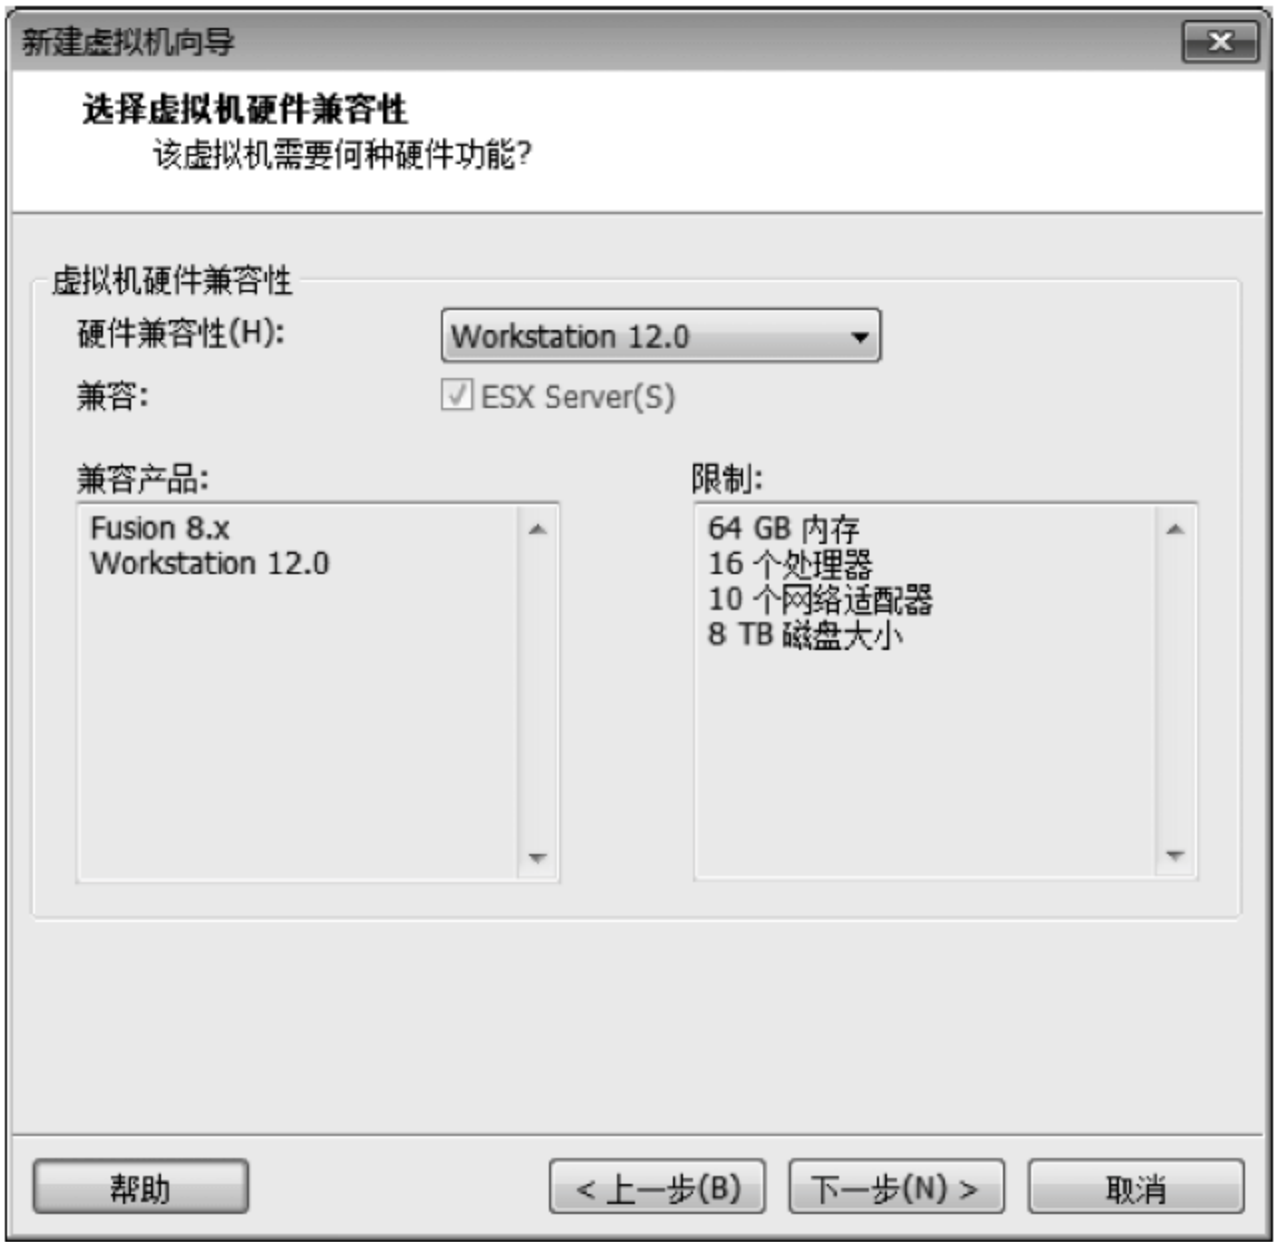 新建虚拟机向导
选择虚拟机硬件兼容性
该虚拟机需要何种硬件功能?
虚拟机硬件兼容性
硬件兼容性(H): Workstation 12.0
兼容: ESX Server(S)
兼容产品:
Fusion 8.x
Workstation 12.0
限制:
64 GB 内存
16 个处理器
10 个网络适配器
8 TB 磁盘大小
帮助
< 上一步(B)
下一步(N) >
取消